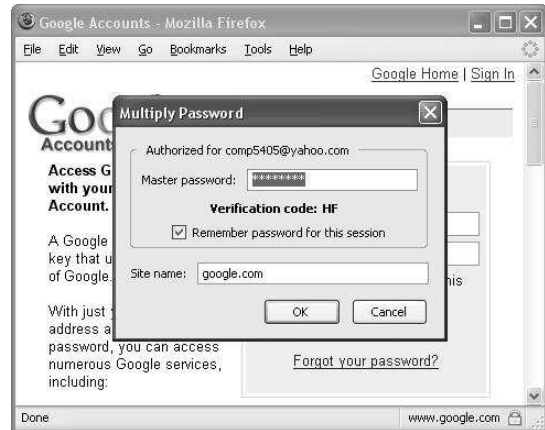 Google Accounts - Mozilla Firefox
File Edit View Go Bookmarks Tools Help
Google Home | Sign In
Goo
Accounts
Multiply Password
Authorized for comp5405@yahoo.com
Master password: ********
Verification code: HF
Remember password for this session
Site name: google.com
OK Cancel
Access G
with your
Account.
A Google
key that u
of Google.
his
With just
address a
password, you can access
numerous Google services,
including:
Forgot your password?
Done www.google.com